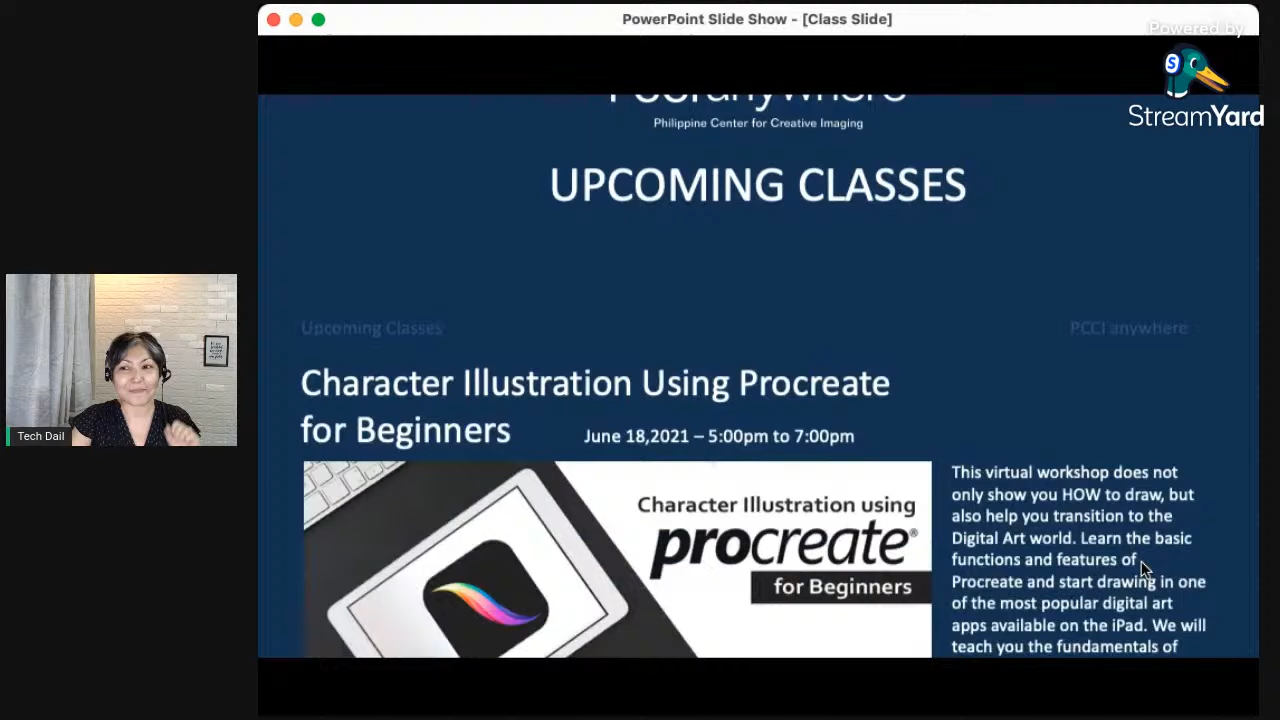 PowerPoint Slide Show - [Class Slide]
Powered by
S
StreamYard
PCCI anywhere
Philippine Center for Creative Imaging
UPCOMING CLASSES
Upcoming Classes
PCCI anywhere
Character Illustration Using Procreate
for Beginners
June 18,2021 – 5:00pm to 7:00pm
Character Illustration using
procreate®
for Beginners
This virtual workshop does not
only show you HOW to draw, but
also help you transition to the
Digital Art world. Learn the basic
functions and features of
Procreate and start drawing in one
of the most popular digital art
apps available on the iPad. We will
teach you the fundamentals of
Tech Dail